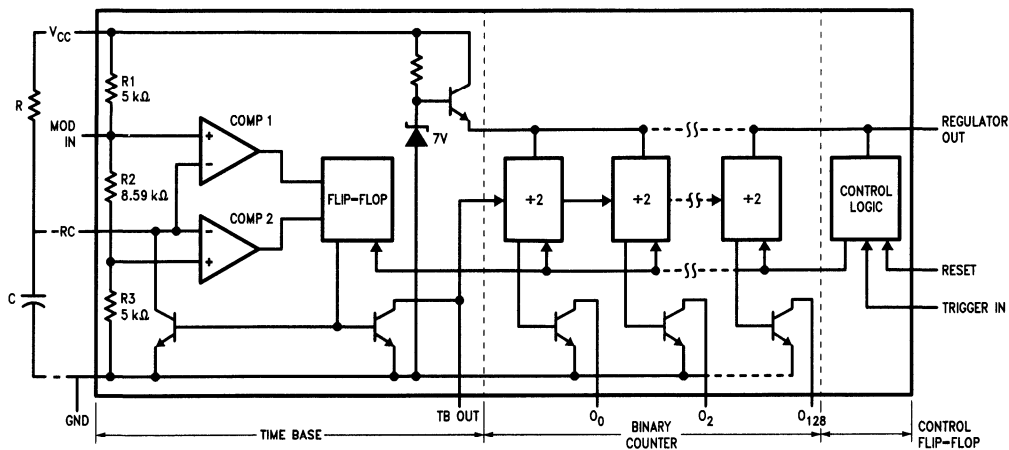 VCC
R1
5 kΩ
R
MOD
IN
COMP 1
7V
REGULATOR
OUT
R2
8.59 kΩ
FLIP-FLOP
÷2
÷2
÷2
CONTROL
LOGIC
-RC
COMP 2
C
R3
5 kΩ
RESET
TRIGGER IN
GND
TB OUT
O0
O2
O128
TIME BASE
BINARY
COUNTER
CONTROL
FLIP-FLOP
+
-
-
+